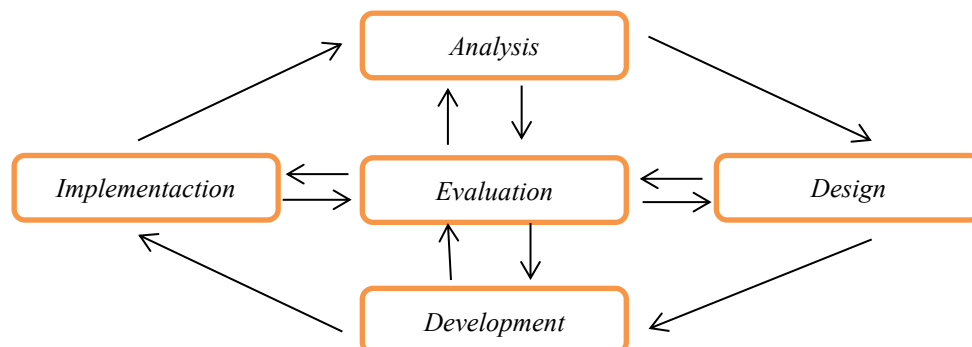 Analysis
Implementaction
Evaluation
Design
Development